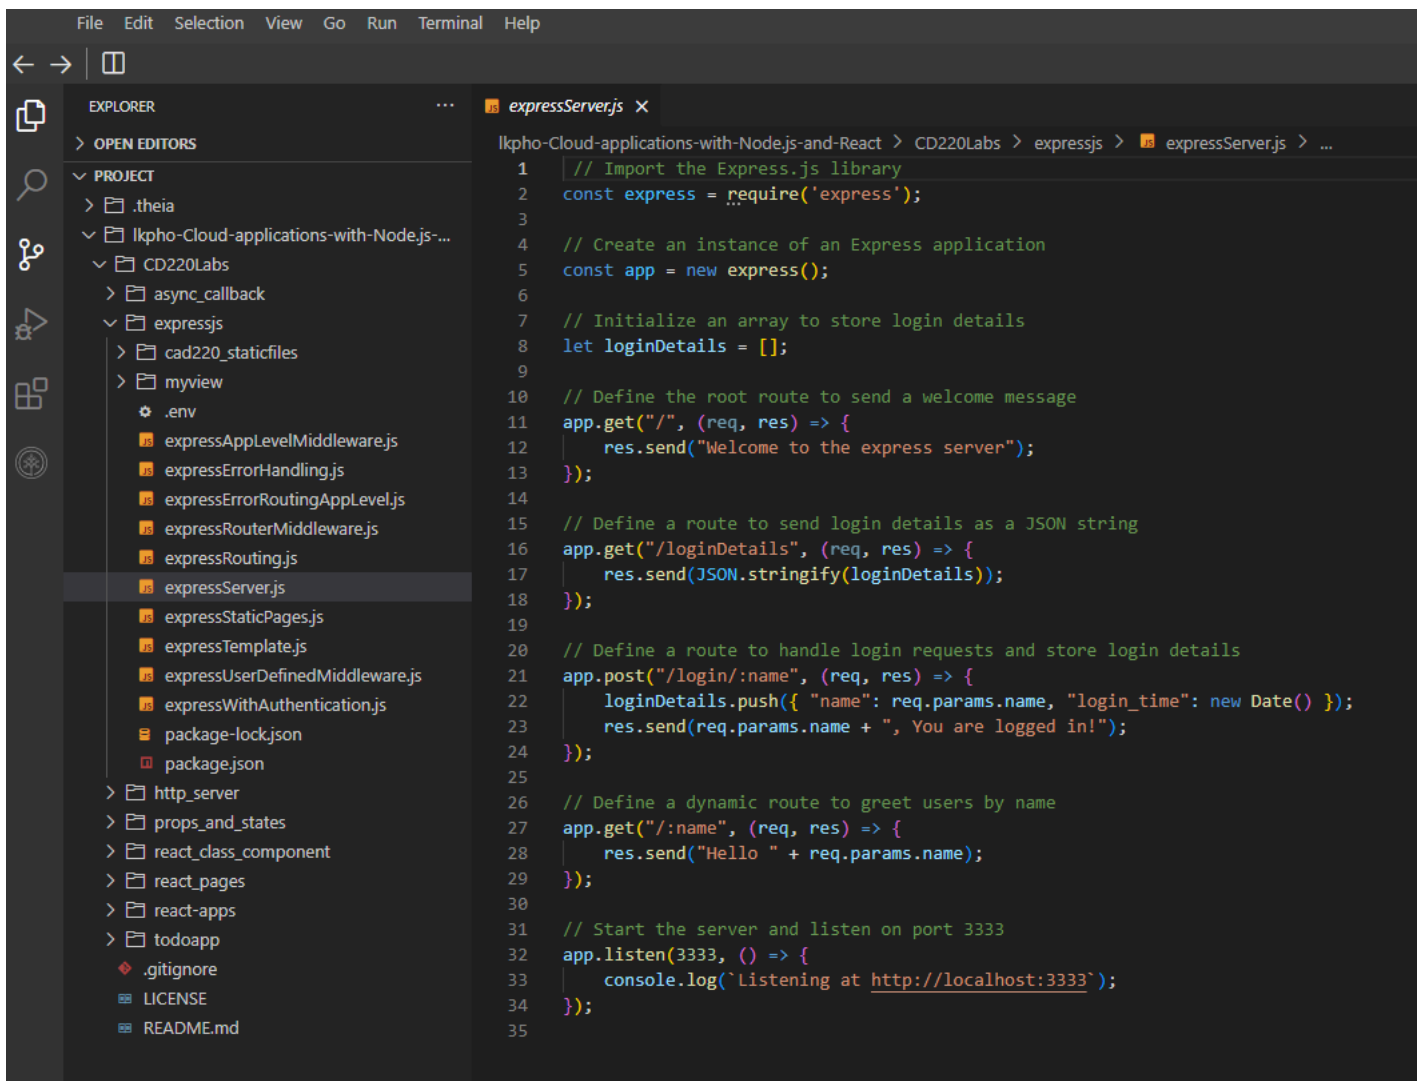 File Edit Selection View Go Run Terminal Help
EXPLORER ···
OPEN EDITORS
PROJECT
.theia
lkpho-Cloud-applications-with-Node.js-...
CD220Labs
async_callback
expressjs
cad220_staticfiles
myview
.env
expressAppLevelMiddleware.js
expressErrorHandling.js
expressErrorRoutingAppLevel.js
expressRouterMiddleware.js
expressRouting.js
expressServer.js
expressStaticPages.js
expressTemplate.js
expressUserDefinedMiddleware.js
expressWithAuthentication.js
package-lock.json
package.json
http_server
props_and_states
react_class_component
react_pages
react-apps
todoapp
.gitignore
LICENSE
README.md
JS expressServer.js ×
lkpho-Cloud-applications-with-Node.js-and-React > CD220Labs > expressjs > JS expressServer.js > ...
1 // Import the Express.js library
2 const express = require('express');
3
4 // Create an instance of an Express application
5 const app = new express();
6
7 // Initialize an array to store login details
8 let loginDetails = [];
9
10 // Define the root route to send a welcome message
11 app.get("/", (req, res) => {
12 res.send("Welcome to the express server");
13 });
14
15 // Define a route to send login details as a JSON string
16 app.get("/loginDetails", (req, res) => {
17 res.send(JSON.stringify(loginDetails));
18 });
19
20 // Define a route to handle login requests and store login details
21 app.post("/login/:name", (req, res) => {
22 loginDetails.push({ "name": req.params.name, "login_time": new Date() });
23 res.send(req.params.name + ", You are logged in!");
24 });
25
26 // Define a dynamic route to greet users by name
27 app.get("/:name", (req, res) => {
28 res.send("Hello " + req.params.name);
29 });
30
31 // Start the server and listen on port 3333
32 app.listen(3333, () => {
33 console.log(`Listening at http://localhost:3333`);
34 });
35